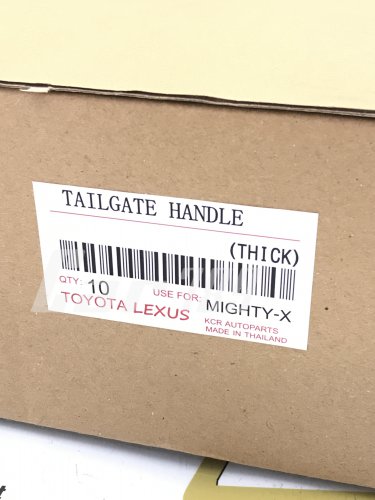 TAILGATE HANDLE
(THICK)
QTY: 10 USE FOR: MIGHTY-X
TOYOTA LEXUS KCR AUTOPARTS
MADE IN THAILAND